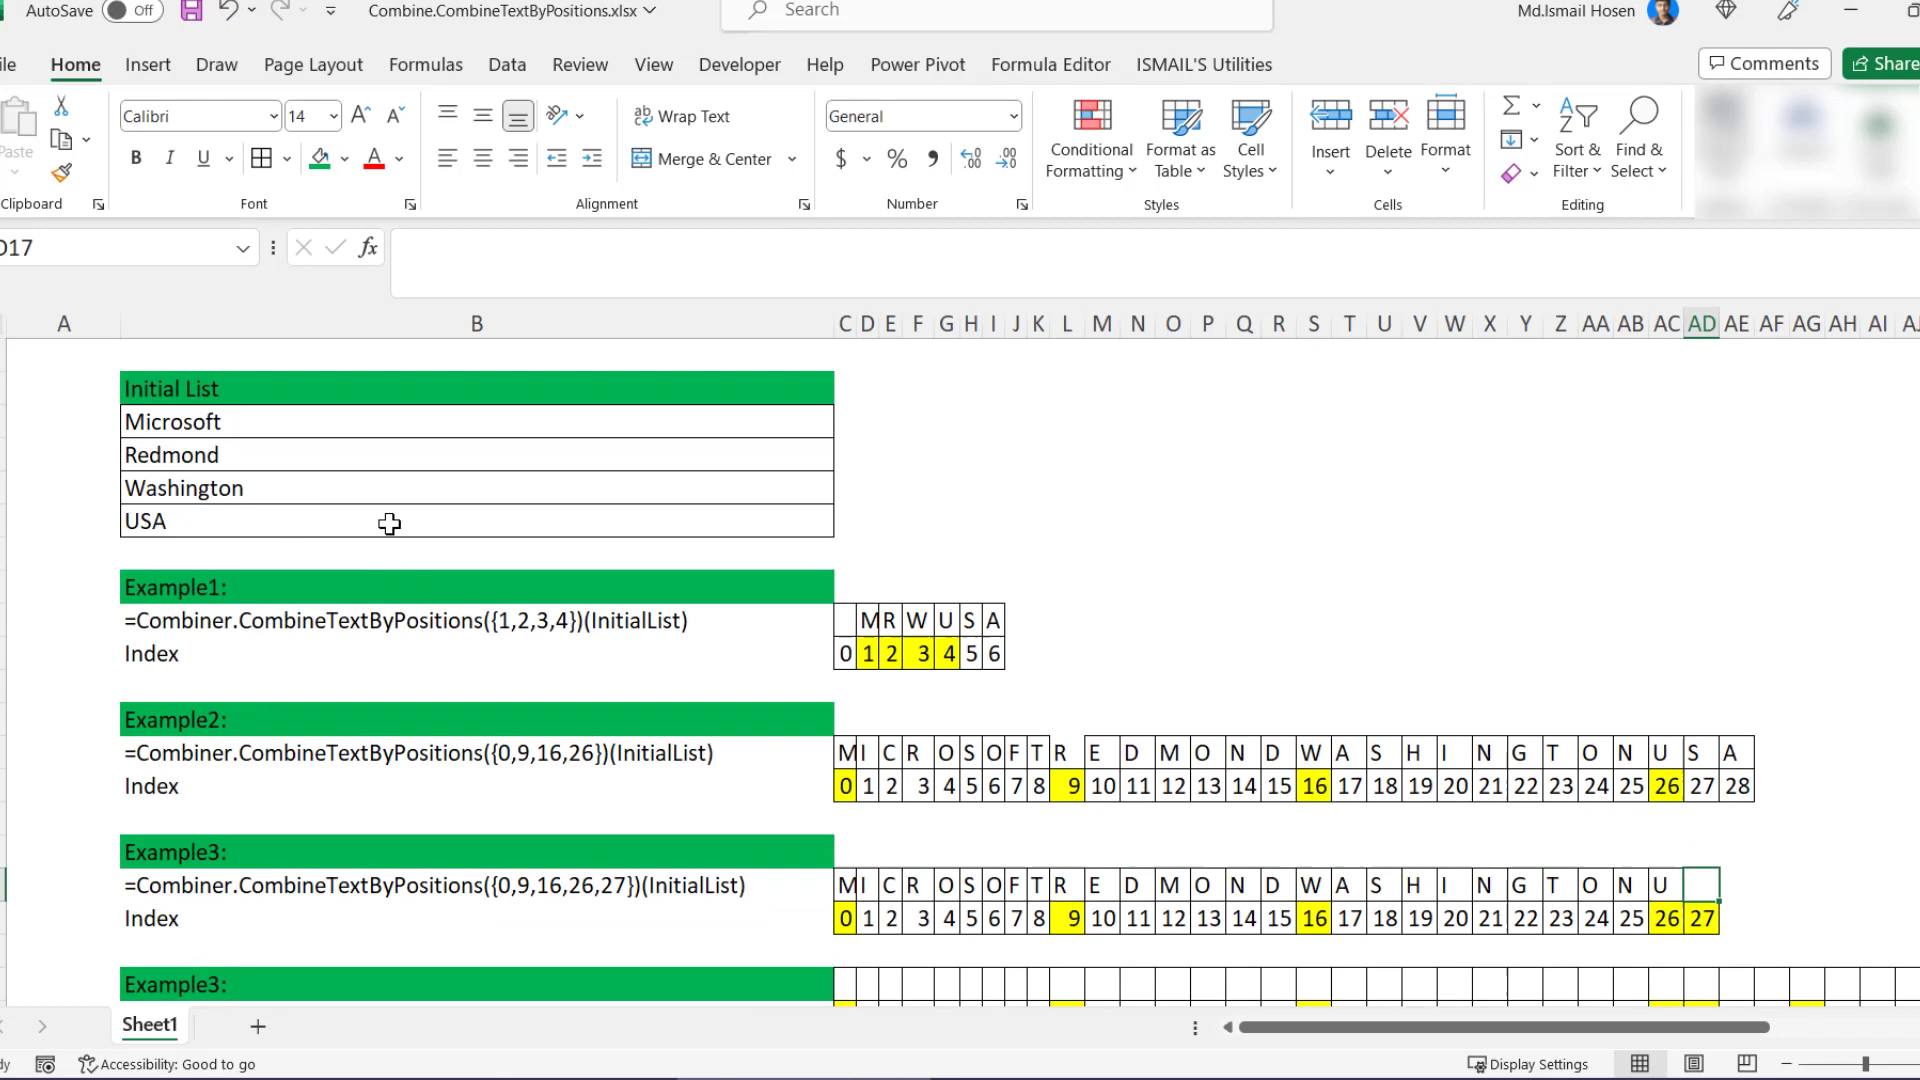 AutoSave Off Combine.CombineTextByPositions.xlsx Search Md.Ismail Hosen
Home Insert Draw Page Layout Formulas Data Review View Developer Help Power Pivot Formula Editor ISMAIL'S Utilities Comments Share
Paste
Clipboard
Calibri 14
B I U A
Font
Wrap Text
Merge & Center
Alignment
General
$ %
Number
Conditional Formatting
Format as Table
Cell Styles
Styles
Insert Delete Format
Cells
Sort & Filter
Find & Select
Editing
fx
A B C D E F G H I J K L M N O P Q R S T U V W X Y Z AA AB AC AD AE AF AG AH AI AJ
Initial List
Microsoft
Redmond
Washington
USA
Example1:
=Combiner.CombineTextByPositions({1,2,3,4})(InitialList) M R W U S A
Index 0 1 2 3 4 5 6
Example2:
=Combiner.CombineTextByPositions({0,9,16,26})(InitialList) M I C R O S O F T R E D M O N D W A S H I N G T O N U S A
Index 0 1 2 3 4 5 6 7 8 9 10 11 12 13 14 15 16 17 18 19 20 21 22 23 24 25 26 27 28
Example3:
=Combiner.CombineTextByPositions({0,9,16,26,27})(InitialList) M I C R O S O F T R E D M O N D W A S H I N G T O N U
Index 0 1 2 3 4 5 6 7 8 9 10 11 12 13 14 15 16 17 18 19 20 21 22 23 24 25 26 27
Example3:
Sheet1
Accessibility: Good to go Display Settings